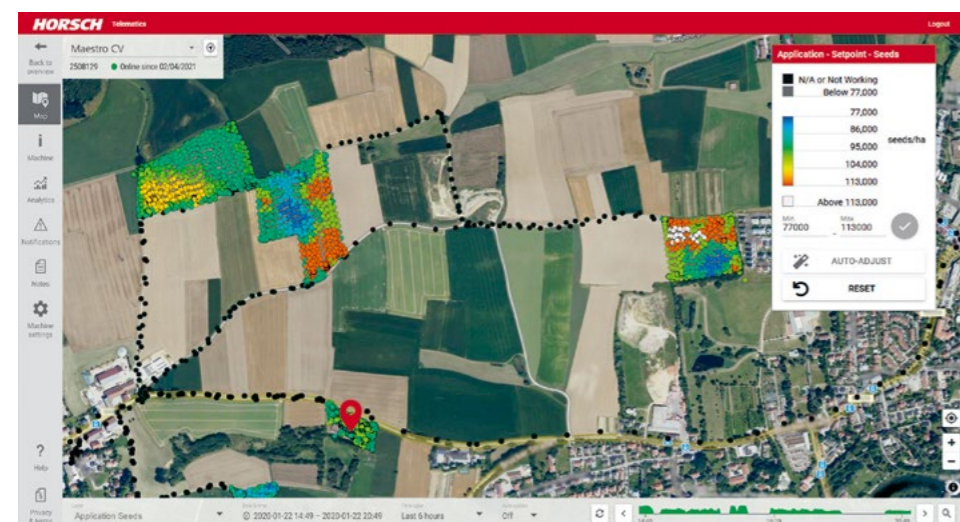 HORSCH Telematics
Logout
Back to
overview
Maestro CV
2508129 Online since 02/04/2021
Map
Machine
Analytics
Notifications
Notes
Machine
settings
Help
Privacy
Application - Setpoint - Seeds
N/A or Not Working
Below 77,000
77,000
86,000
95,000
104,000
113,000
seeds/ha
Above 113,000
Min
Max
77000 - 113000
AUTO-ADJUST
RESET
Application Seeds
2020-01-22 14:49 – 2020-01-22 20:49
Last 6 hours
Off